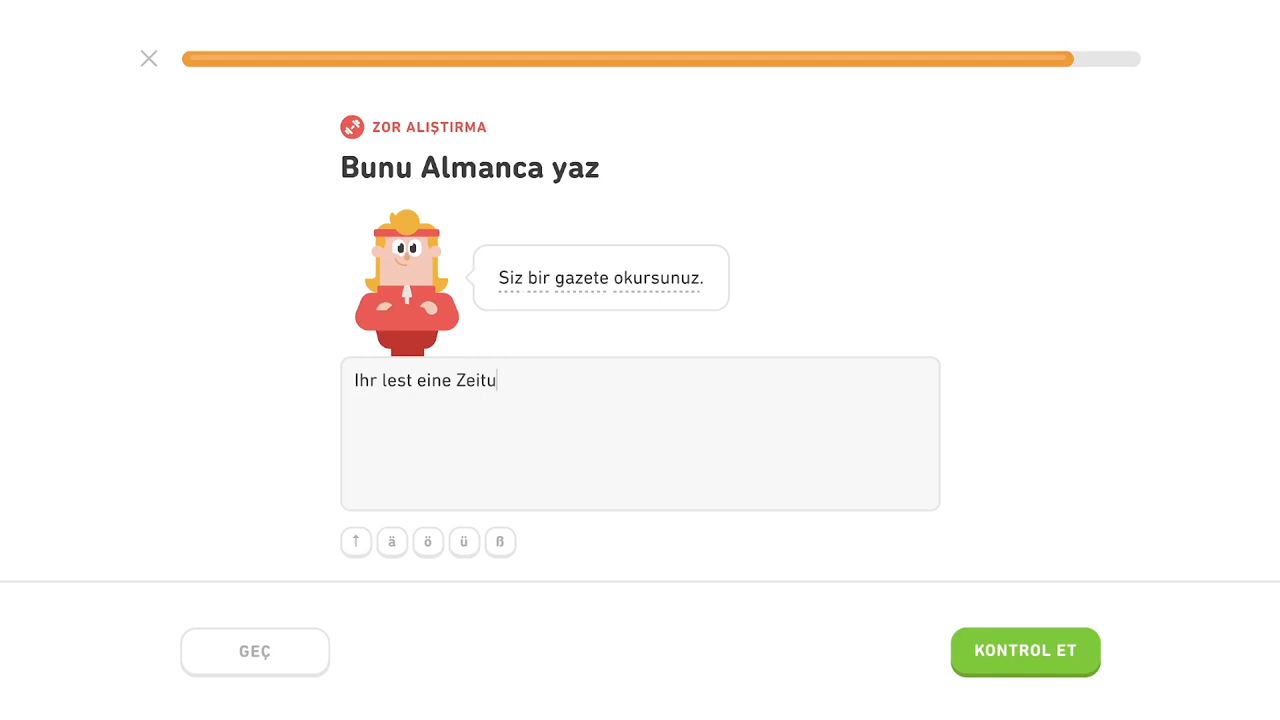 ZOR ALIŞTIRMA
Bunu Almanca yaz
Siz bir gazete okursunuz.
Ihr lest eine Zeitu
↑ ä ö ü ß
GEÇ
KONTROL ET